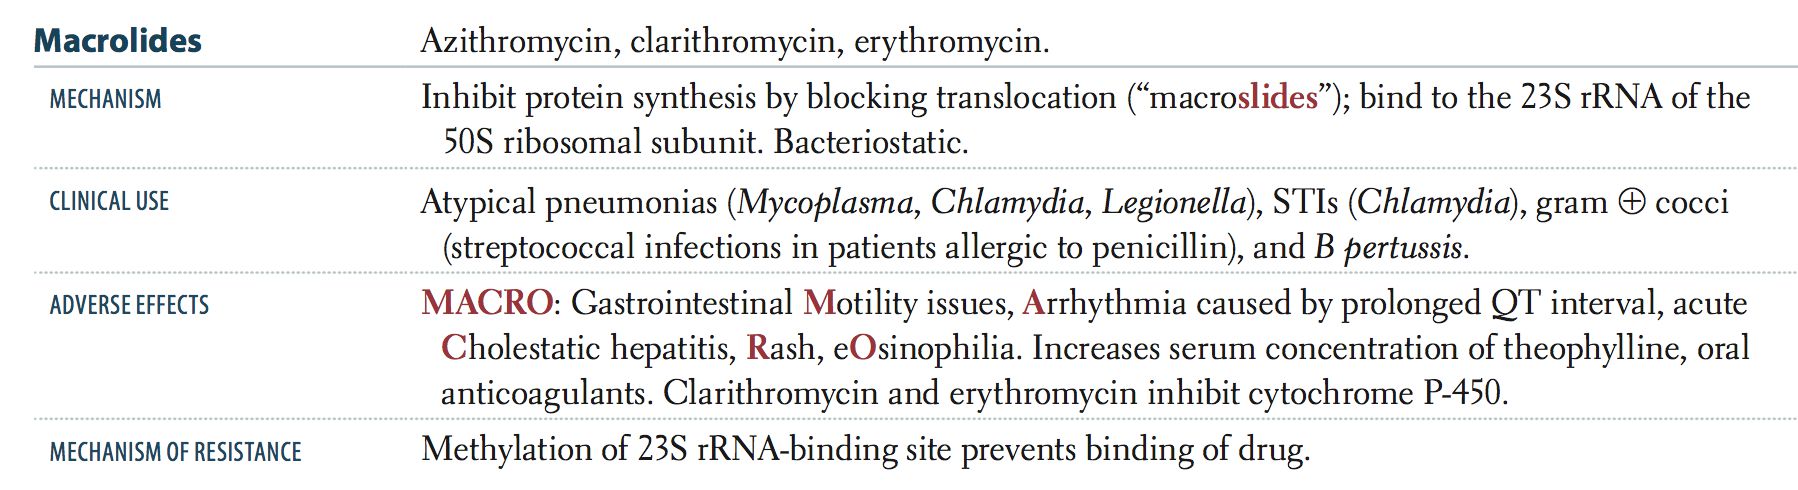 Macrolides Azithromycin, clarithromycin, erythromycin.
MECHANISM Inhibit protein synthesis by blocking translocation (“macroslides”); bind to the 23S rRNA of the
50S ribosomal subunit. Bacteriostatic.
CLINICAL USE Atypical pneumonias (Mycoplasma, Chlamydia, Legionella), STIs (Chlamydia), gram ⊕ cocci
(streptococcal infections in patients allergic to penicillin), and B pertussis.
ADVERSE EFFECTS MACRO: Gastrointestinal Motility issues, Arrhythmia caused by prolonged QT interval, acute
Cholestatic hepatitis, Rash, eOsinophilia. Increases serum concentration of theophylline, oral
anticoagulants. Clarithromycin and erythromycin inhibit cytochrome P-450.
MECHANISM OF RESISTANCE Methylation of 23S rRNA-binding site prevents binding of drug.